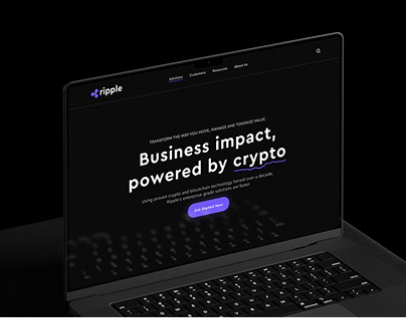 ripple
Solutions Customers Resources About Us
TRANSFORM THE WAY YOU MOVE, MANAGE AND TOKENIZE VALUE
Business impact,
powered by crypto
Using proven crypto and blockchain technology honed over a decade,
Ripple's enterprise-grade solutions are faster
Get Started Now